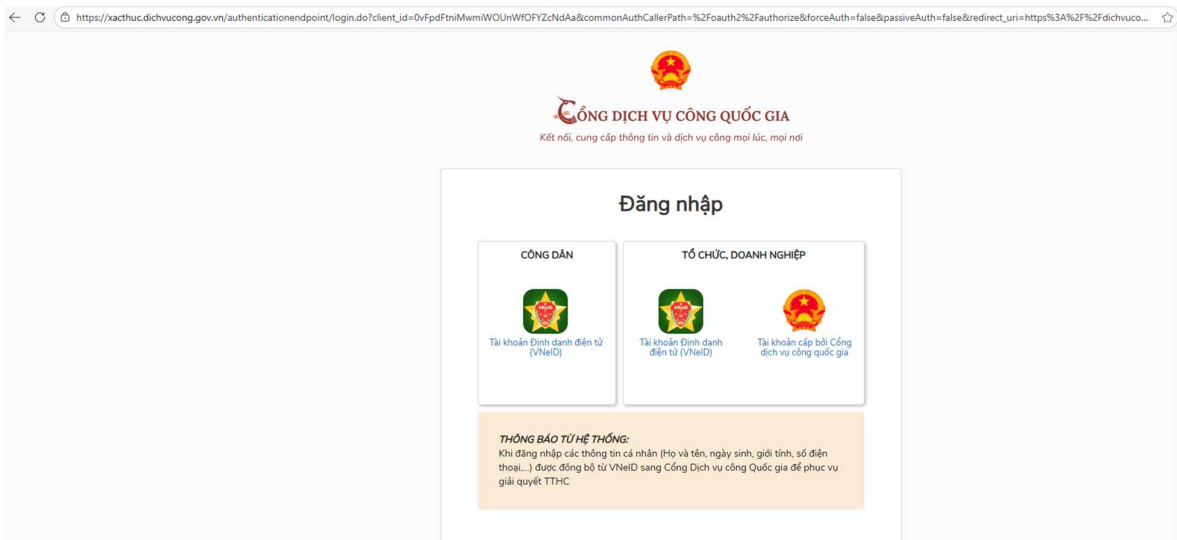 https://xacthuc.dichvucong.gov.vn/authenticationendpoint/login.do?client_id=0vFpdFtniMwmiWOUnWfOFYZcNdAa&commonAuthCallerPath=%2Foauth2%2Fauthorize&forceAuth=false&passiveAuth=false&redirect_uri=https%3A%2F%2Fdichvuco...
CỔNG DỊCH VỤ CÔNG QUỐC GIA
Kết nối, cung cấp thông tin và dịch vụ công mọi lúc, mọi nơi
Đăng nhập
CÔNG DÂN
TỔ CHỨC, DOANH NGHIỆP
VNeID
VNeID
Tài khoản Định danh điện tử
(VNeID)
Tài khoản Định danh
điện tử (VNeID)
Tài khoản cấp bởi Cổng
dịch vụ công quốc gia
THÔNG BÁO TỪ HỆ THỐNG:
Khi đăng nhập các thông tin cá nhân (Họ và tên, ngày sinh, giới tính, số điện
thoại,...) được đồng bộ từ VNeID sang Cổng Dịch vụ công Quốc gia để phục vụ
giải quyết TTHC